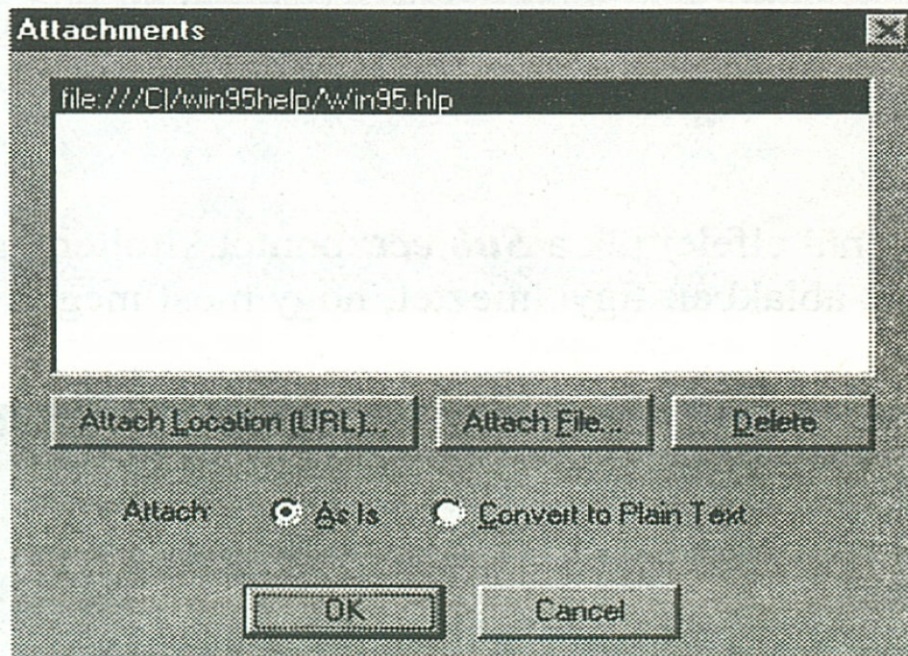 Attachments
file:///C|/win95help/Win95.hlp
Attach Location (URL)... Attach File... Delete
Attach: As Is Convert to Plain Text
OK Cancel